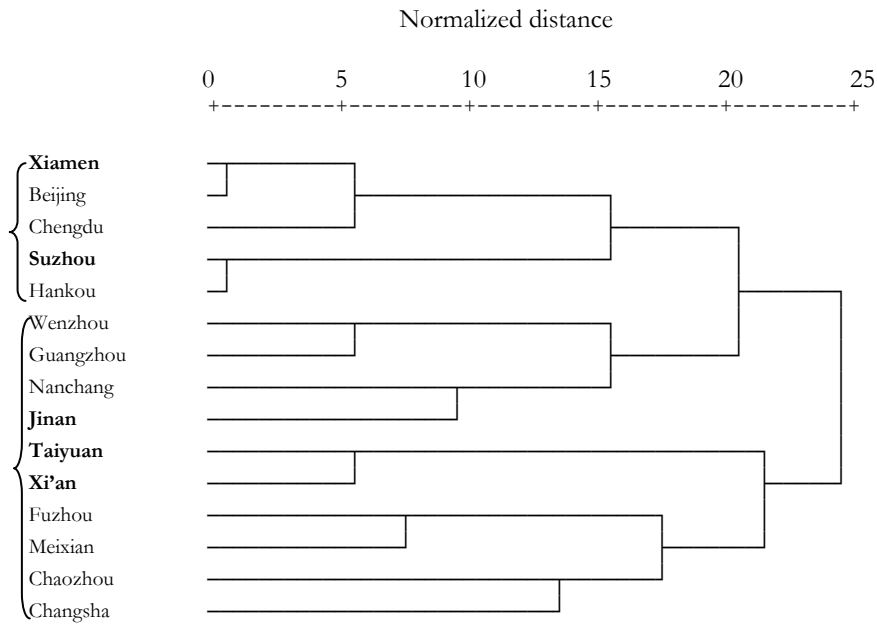 Normalized distance
0 5 10 15 20 25
+---------+---------+---------+---------+---------+
Xiamen
Beijing
Chengdu
Suzhou
Hankou
Wenzhou
Guangzhou
Nanchang
Jinan
Taiyuan
Xi’an
Fuzhou
Meixian
Chaozhou
Changsha